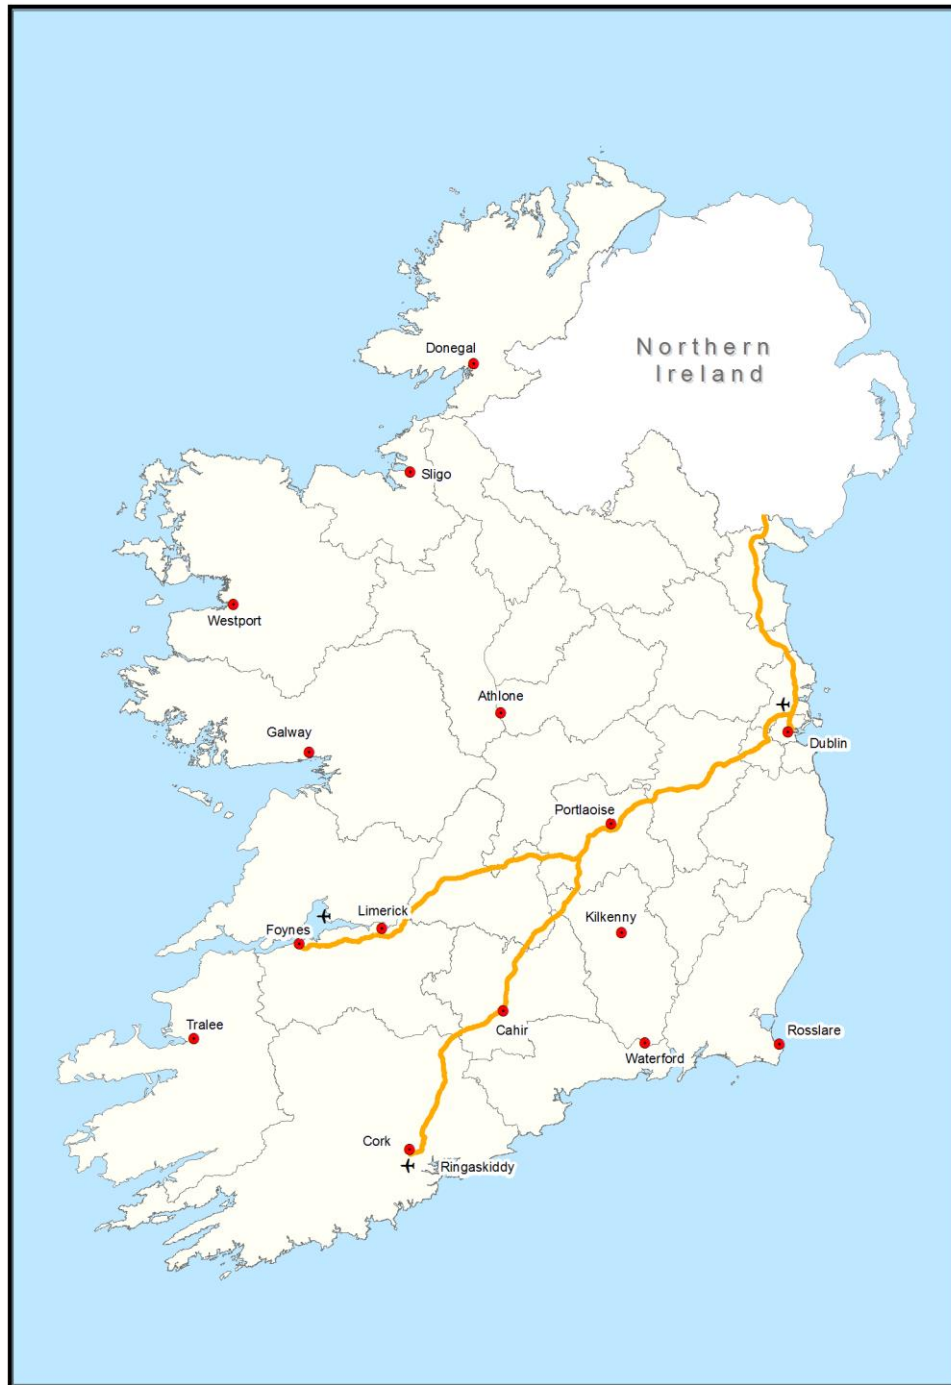 Northern
Ireland
Donegal
Sligo
Westport
Athlone
Galway
Dublin
Portlaoise
Limerick
Kilkenny
Foynes
Tralee
Cahir
Rosslare
Waterford
Cork
Ringaskiddy